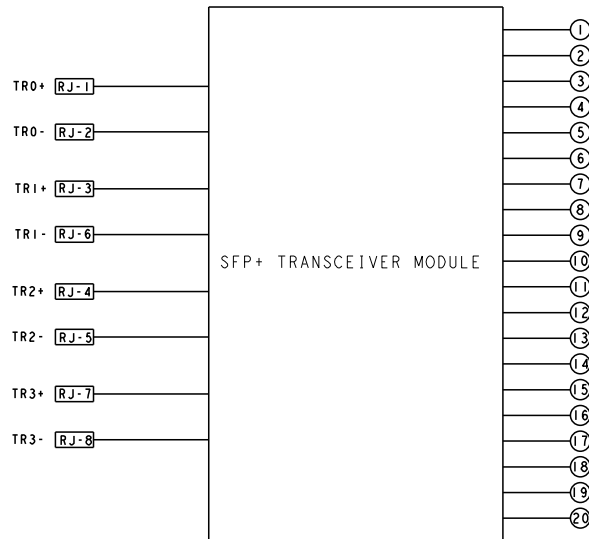 1
2
TR0+ RJ-1
3
4
TR0- RJ-2
5
6
TR1+ RJ-3
7
8
TR1- RJ-6
9
SFP+ TRANSCEIVER MODULE
10
TR2+ RJ-4
11
12
TR2- RJ-5
13
14
TR3+ RJ-7
15
16
TR3- RJ-8
17
18
19
20